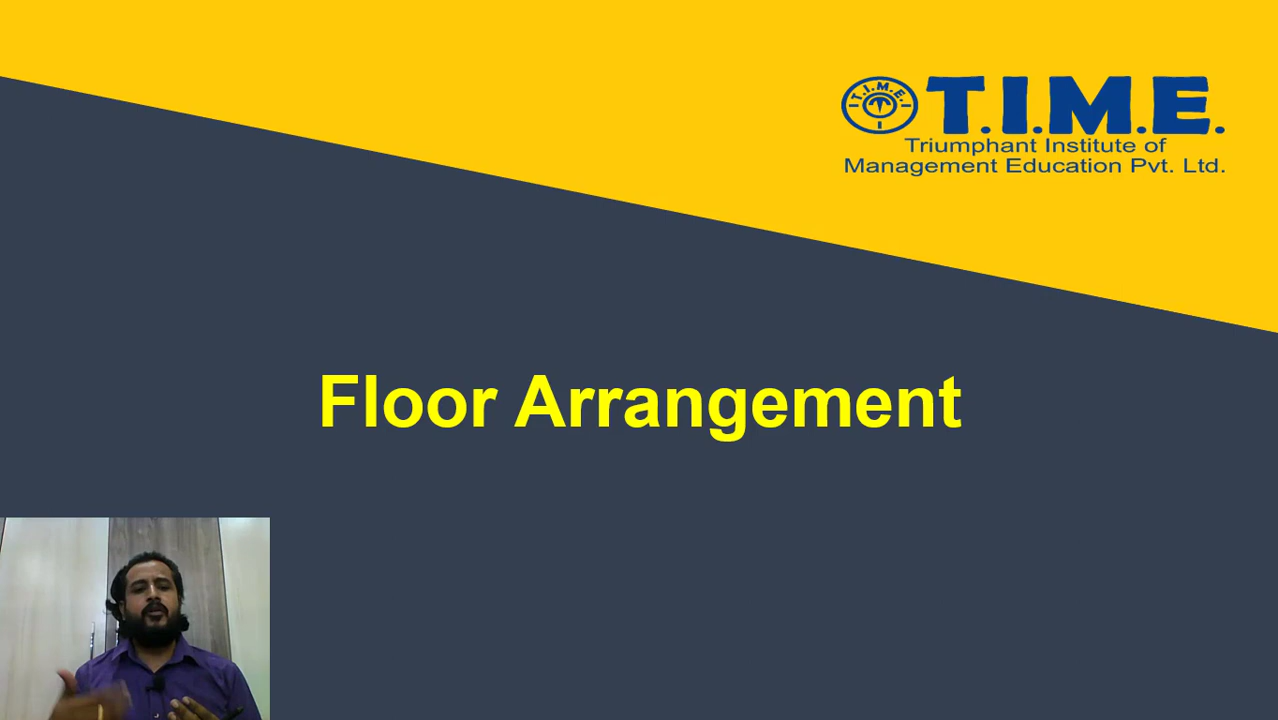 T.I.M.E.
T.I.M.E.
Triumphant Institute of
Management Education Pvt. Ltd.
Floor Arrangement